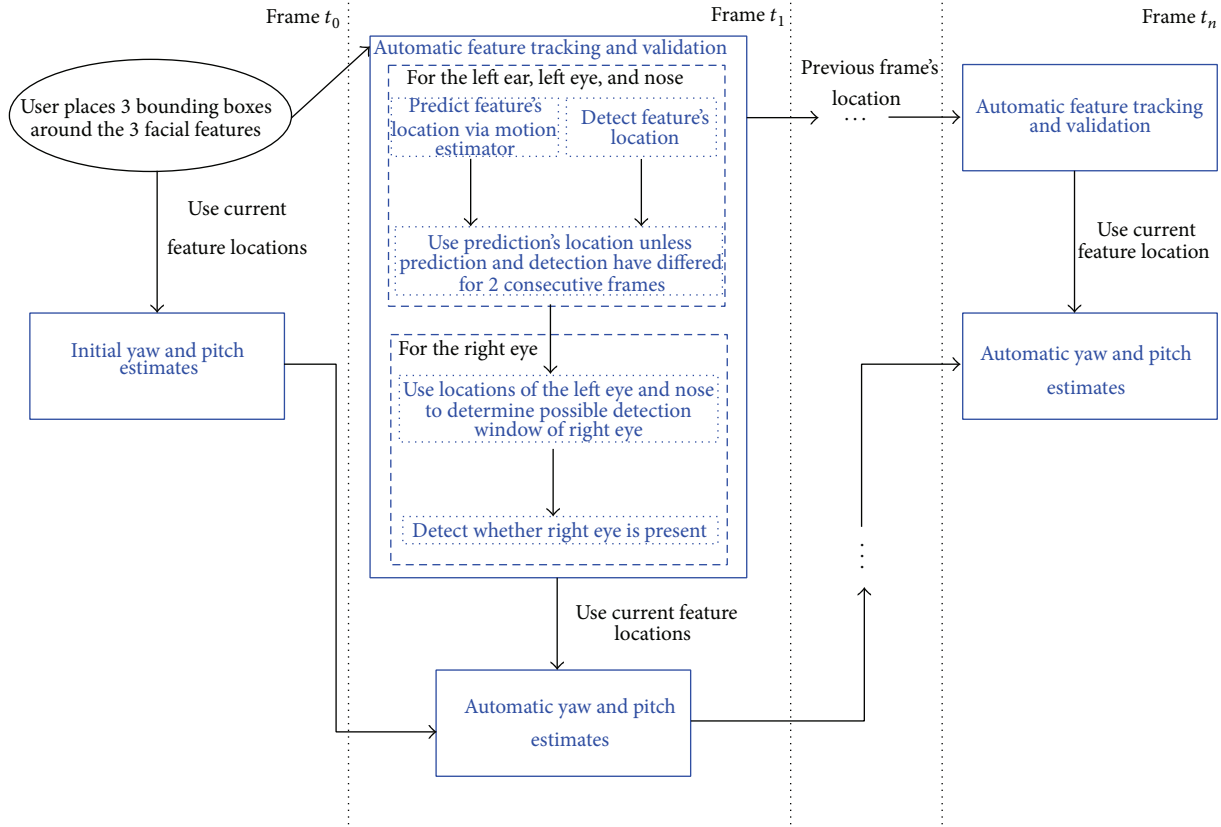 Frame t0
User places 3 bounding boxes
around the 3 facial features
Use current
feature locations
Initial yaw and pitch
estimates
Frame t1
Automatic feature tracking and validation
For the left ear, left eye, and nose
Predict feature's
location via motion
estimator
Detect feature's
location
Use prediction's location unless
prediction and detection have differed
for 2 consecutive frames
For the right eye
Use locations of the left eye and nose
to determine possible detection
window of right eye
Detect whether right eye is present
Use current feature
locations
Automatic yaw and pitch
estimates
Previous frame's
location
...
...
Frame tn
Automatic feature tracking
and validation
Use current
feature location
Automatic yaw and pitch
estimates